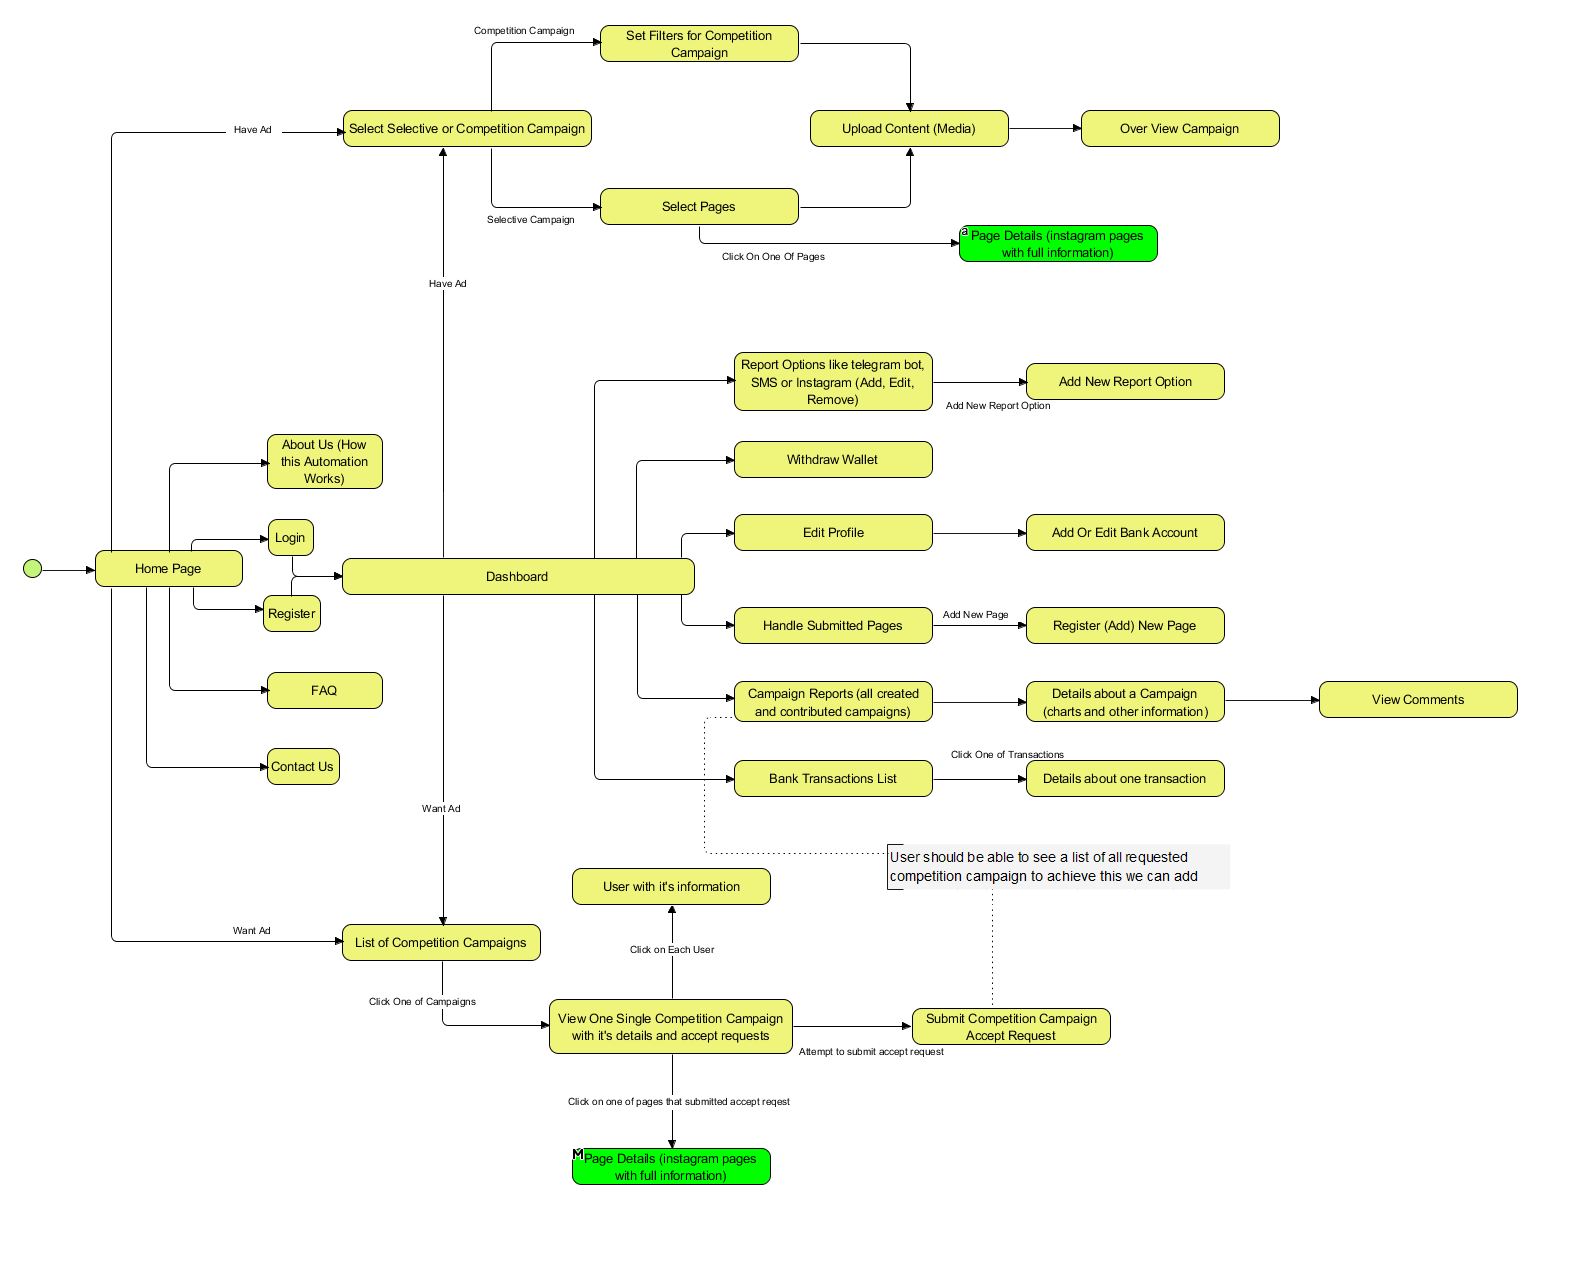 Competition Campaign
Set Filters for Competition
Campaign
Have Ad
Select Selective or Competition Campaign
Upload Content (Media)
Over View Campaign
Select Pages
Selective Campaign
a
Page Details (instagram pages
with full information)
Click On One Of Pages
Have Ad
Report Options like telegram bot,
SMS or Instagram (Add, Edit,
Remove)
Add New Report Option
Add New Report Option
About Us (How
this Automation
Works)
Withdraw Wallet
Login
Edit Profile
Add Or Edit Bank Account
Home Page
Dashboard
Register
Handle Submitted Pages
Add New Page
Register (Add) New Page
FAQ
Campaign Reports (all created
and contributed campaigns)
Details about a Campaign
(charts and other information)
View Comments
Contact Us
Bank Transactions List
Click One of Transactions
Details about one transaction
Want Ad
User should be able to see a list of all requested
competition campaign to achieve this we can add
User with it's information
Want Ad
List of Competition Campaigns
Click on Each User
Click One of Campaigns
View One Single Competition Campaign
with it's details and accept requests
Submit Competition Campaign
Accept Request
Attempt to submit accept request
Click on one of pages that submitted accept reqest
M
Page Details (instagram pages
with full information)